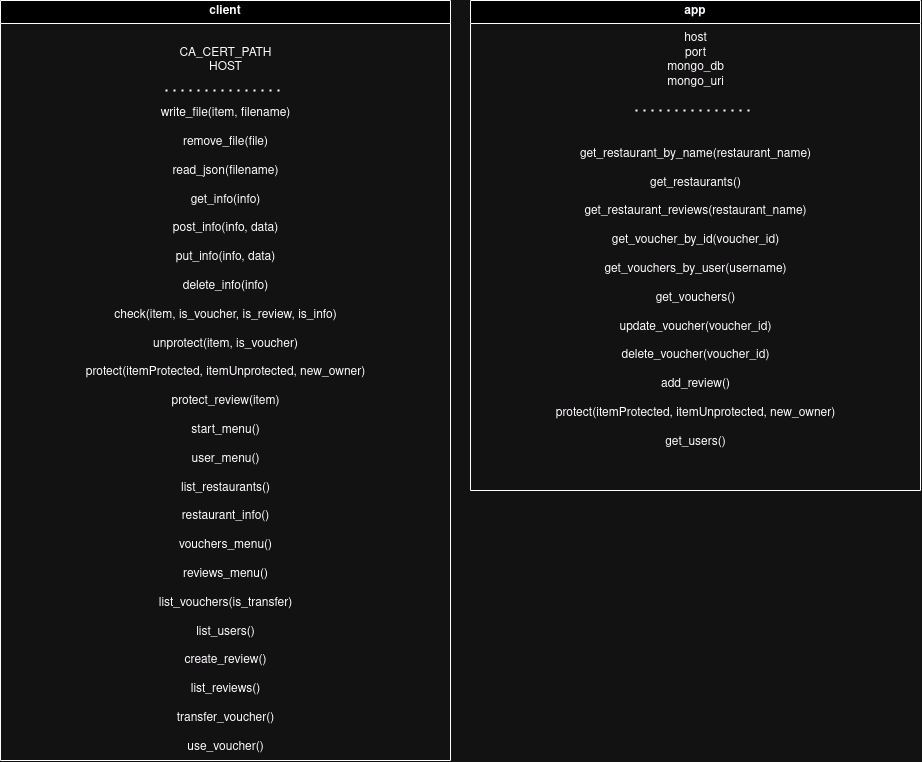 client
CA_CERT_PATH
HOST
write_file(item, filename)
remove_file(file)
read_json(filename)
get_info(info)
post_info(info, data)
put_info(info, data)
delete_info(info)
check(item, is_voucher, is_review, is_info)
unprotect(item, is_voucher)
protect(itemProtected, itemUnprotected, new_owner)
protect_review(item)
start_menu()
user_menu()
list_restaurants()
restaurant_info()
vouchers_menu()
reviews_menu()
list_vouchers(is_transfer)
list_users()
create_review()
list_reviews()
transfer_voucher()
use_voucher()
app
host
port
mongo_db
mongo_uri
get_restaurant_by_name(restaurant_name)
get_restaurants()
get_restaurant_reviews(restaurant_name)
get_voucher_by_id(voucher_id)
get_vouchers_by_user(username)
get_vouchers()
update_voucher(voucher_id)
delete_voucher(voucher_id)
add_review()
protect(itemProtected, itemUnprotected, new_owner)
get_users()